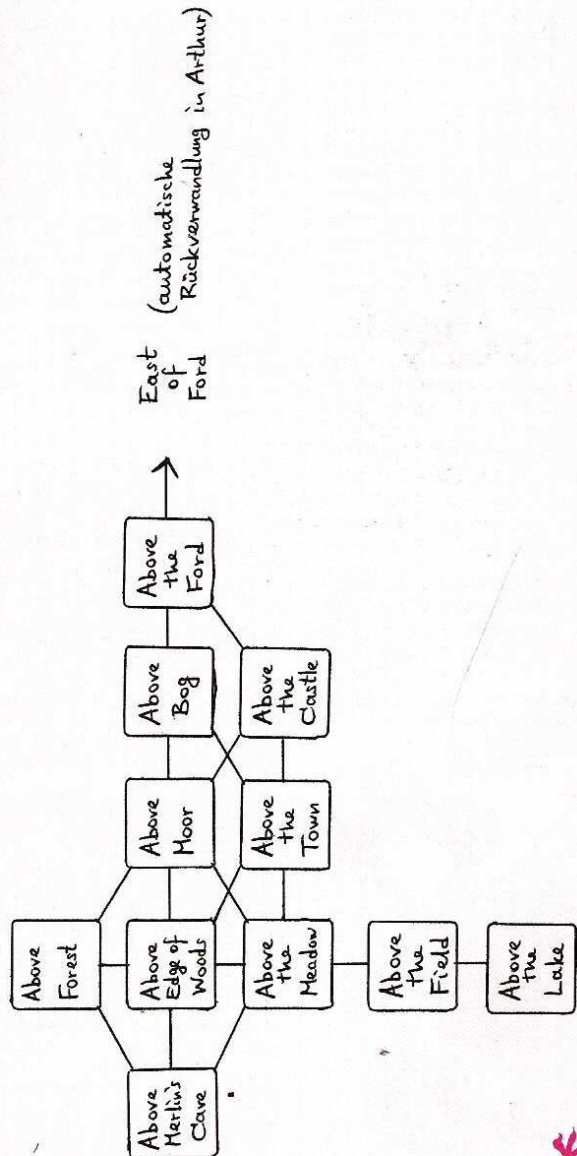 Above
Forest
Above
Merlin's
Cave
Above
Edge of
Woods
Above
Moor
Above
Bog
Above
the
Ford
East
of
Ford
(automatische
Rückverwandlung in Arthur)
Above
the
Meadow
Above
the
Town
Above
the
Castle
Above
the
Field
Above
the
Lake